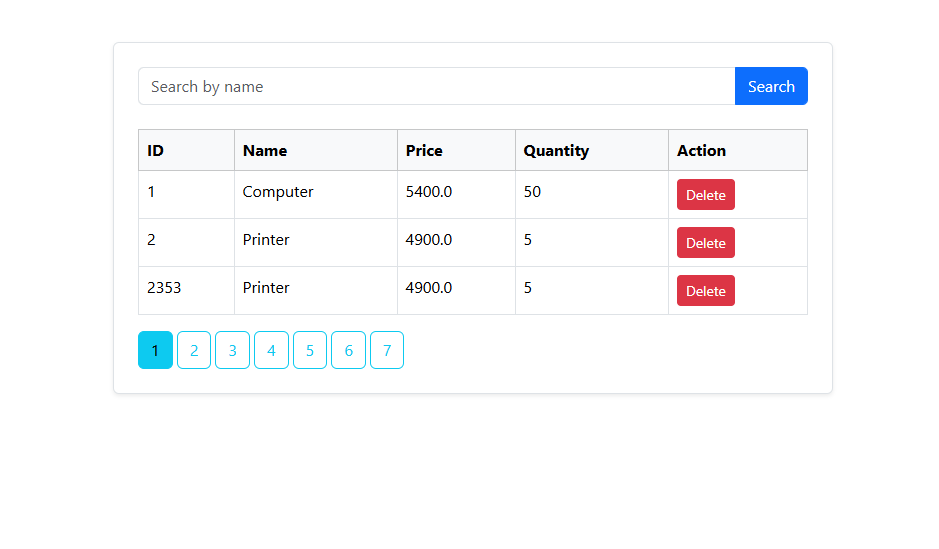 Search by name Search
ID Name Price Quantity Action
1 Computer 5400.0 50 Delete
2 Printer 4900.0 5 Delete
2353 Printer 4900.0 5 Delete
1 2 3 4 5 6 7